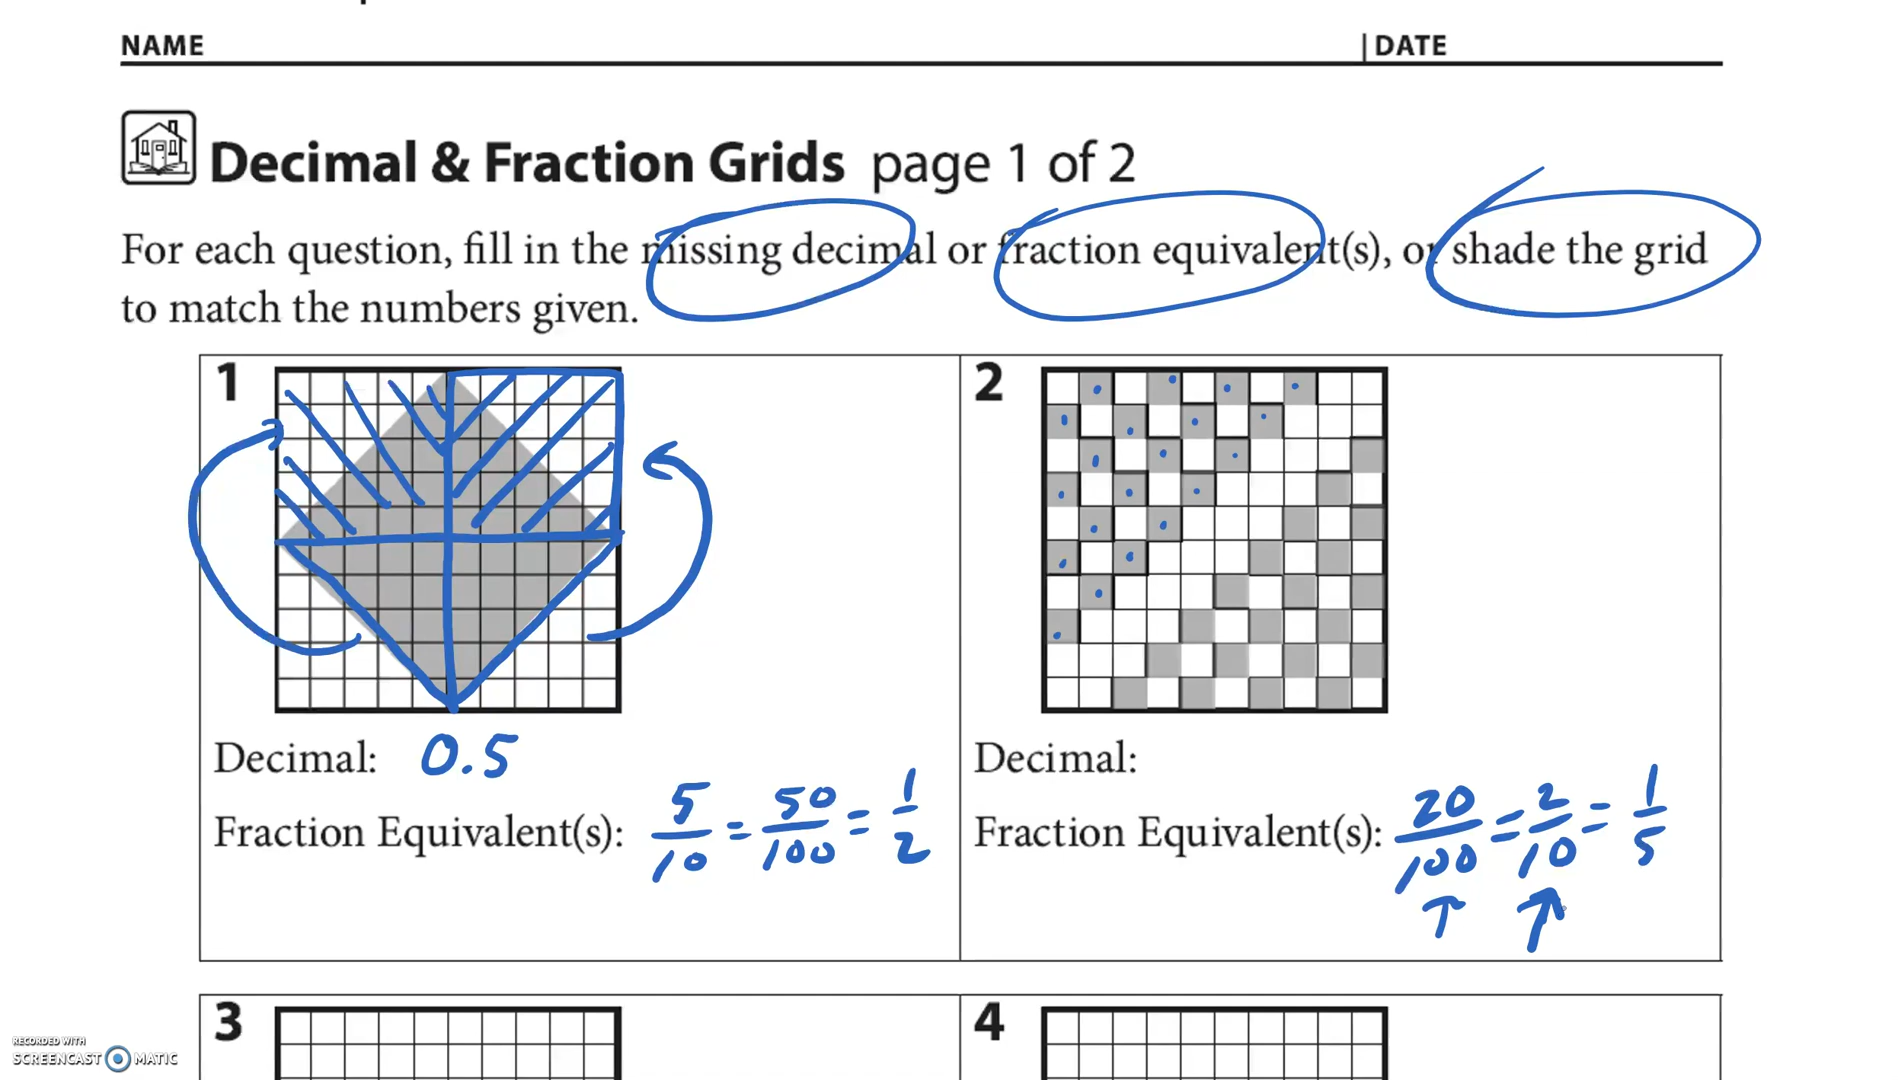 NAME | DATE
Decimal & Fraction Grids page 1 of 2
For each question, fill in the missing decimal or fraction equivalent(s), or shade the grid
to match the numbers given.
1
Decimal: 0.5
Fraction Equivalent(s): 5/10 = 50/100 = 1/2
2
Decimal:
Fraction Equivalent(s): 20/100 = 2/10 = 1/5
3
4
RECORDED WITH
SCREENCAST MATIC